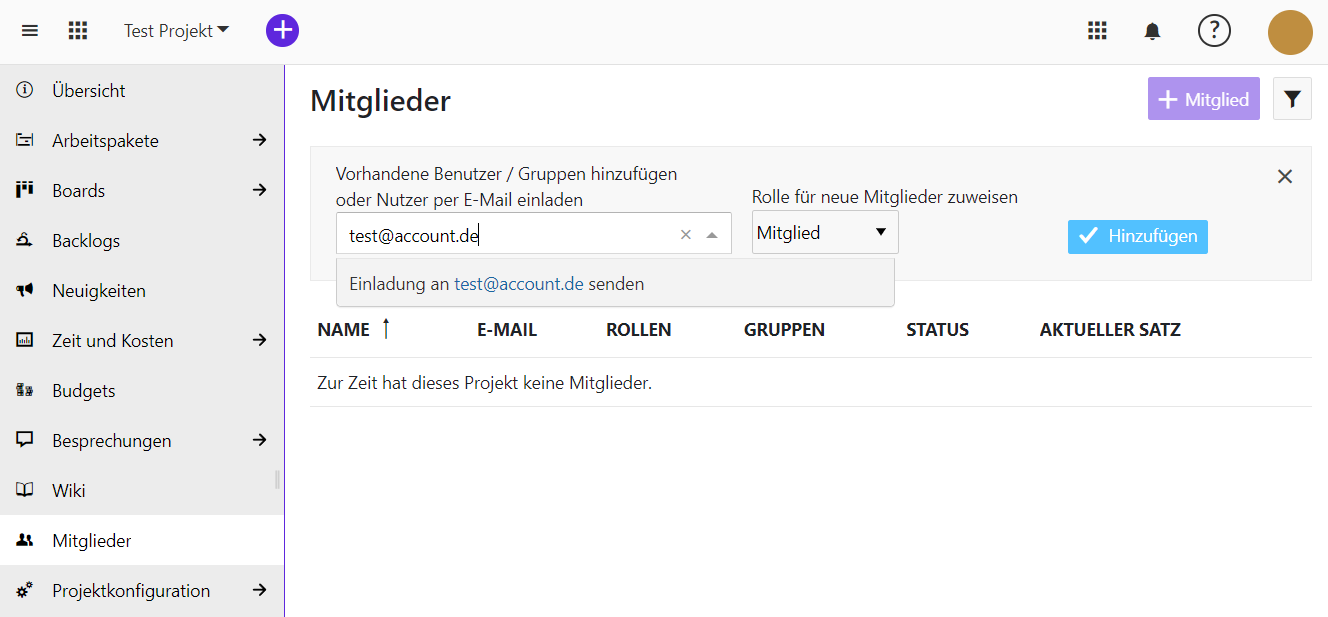 Test Projekt
?
Übersicht
Arbeitspakete
Boards
Backlogs
Neuigkeiten
Zeit und Kosten
Budgets
Besprechungen
Wiki
Mitglieder
Projektkonfiguration
Mitglieder
Mitglied
Vorhandene Benutzer / Gruppen hinzufügen
oder Nutzer per E-Mail einladen
test@account.de
Einladung an test@account.de senden
Rolle für neue Mitglieder zuweisen
Mitglied
Hinzufügen
NAME E-MAIL ROLLEN GRUPPEN STATUS AKTUELLER SATZ
Zur Zeit hat dieses Projekt keine Mitglieder.